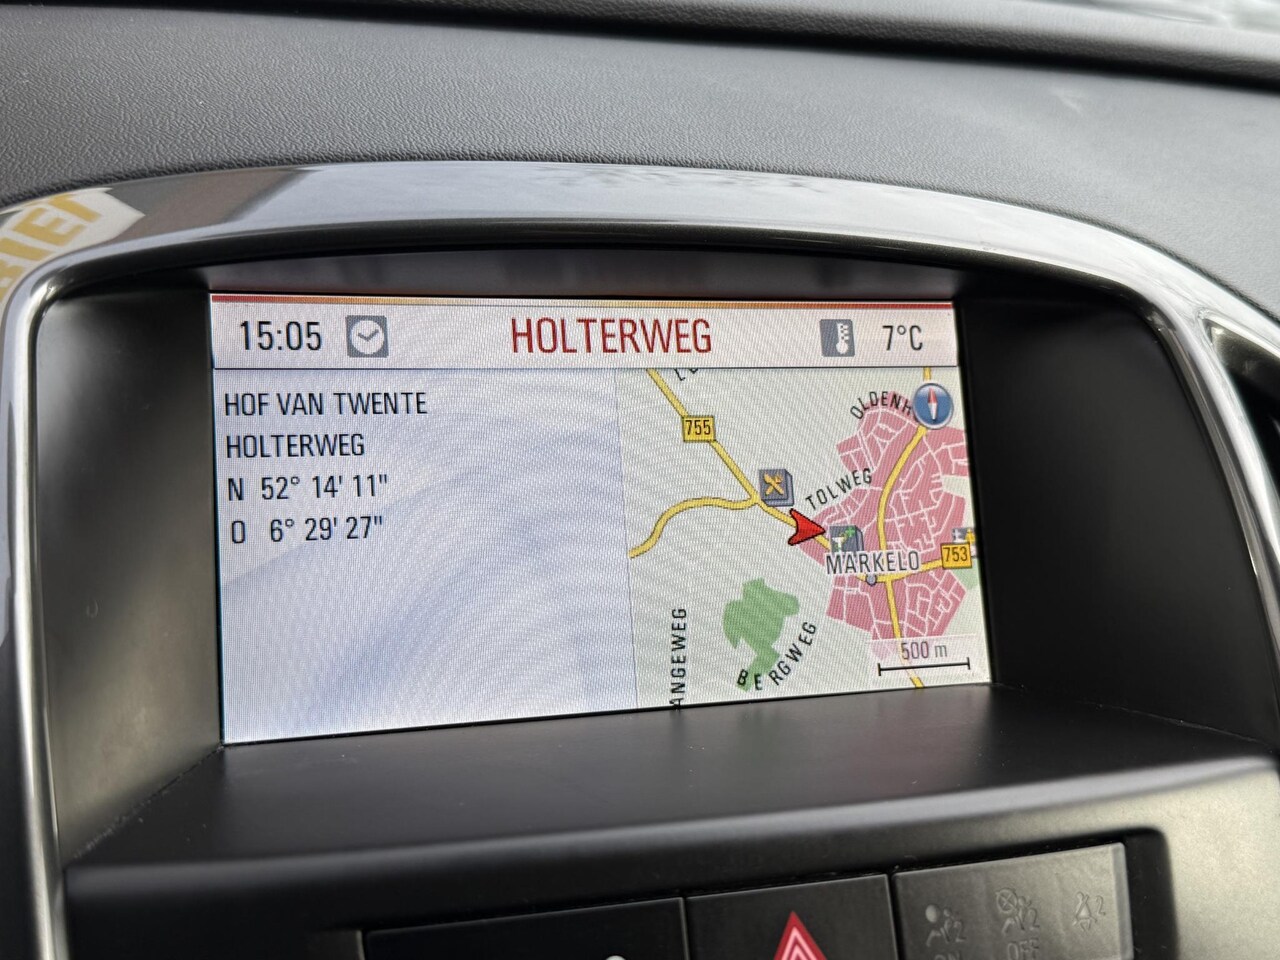 15:05
HOLTERWEG
7°C
HOF VAN TWENTE
HOLTERWEG
N 52° 14' 11"
O 6° 29' 27"
755
TOLWEG
MARKELO
753
BERGWEG
500 m
OFF